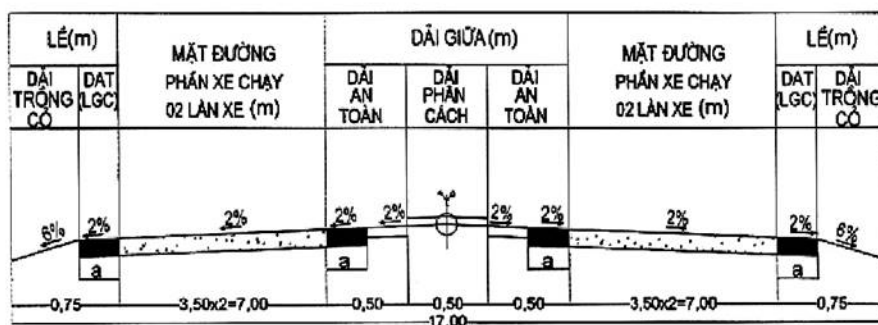 LỀ(m)
MẶT ĐƯỜNG
PHẦN XE CHẠY
02 LÀN XE (m)
DẢI GIỮA (m)
MẶT ĐƯỜNG
PHẦN XE CHẠY
02 LÀN XE (m)
LỀ(m)
DẢI
TRỒNG
CỎ
DAT
(LGC)
DẢI
AN
TOÀN
DẢI
PHÂN
CÁCH
DẢI
AN
TOÀN
DAT
(LGC)
DẢI
TRỒNG
CỎ
6% 2% 2% 2% 2% 2% 2% 2% 2% 6%
a a a a
0,75 3,50x2=7,00 0,50 0,50 0,50 3,50x2=7,00 0,75
17,00